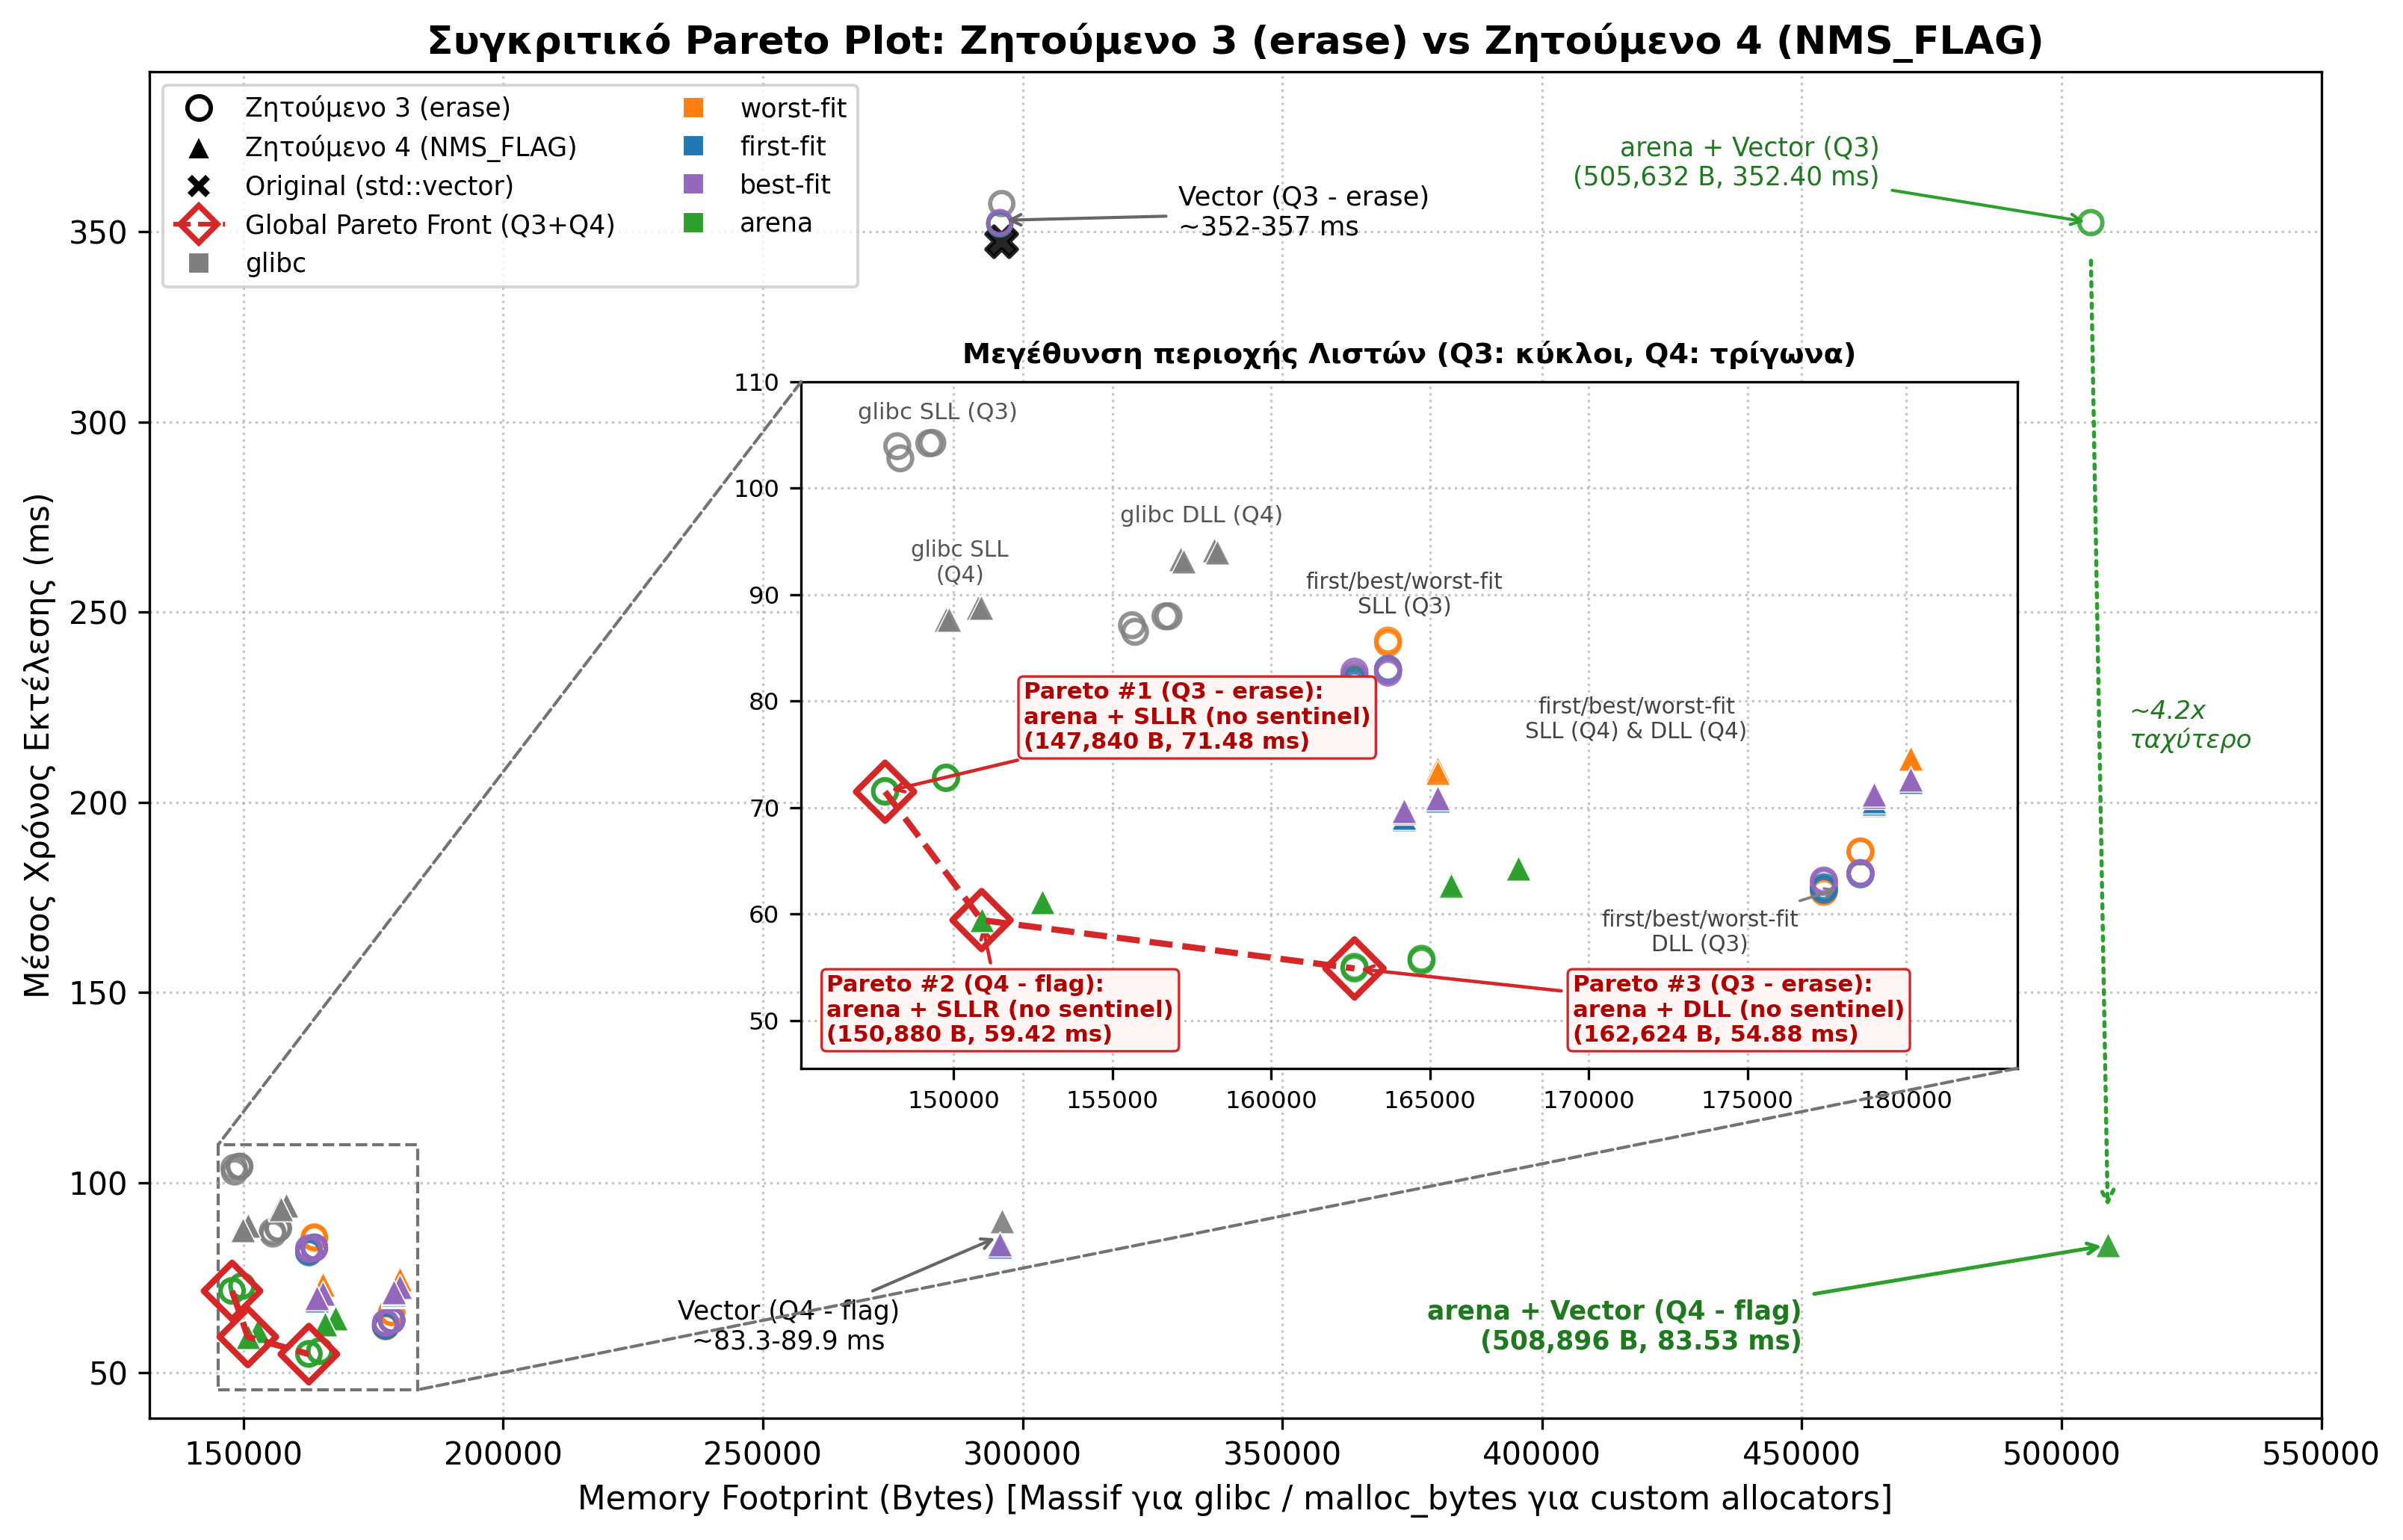 Συγκριτικό Pareto Plot: Ζητούμενο 3 (erase) vs Ζητούμενο 4 (NMS_FLAG)
Ζητούμενο 3 (erase)
Ζητούμενο 4 (NMS_FLAG)
Original (std::vector)
Global Pareto Front (Q3+Q4)
glibc
worst-fit
first-fit
best-fit
arena
Vector (Q3 - erase)
~352-357 ms
arena + Vector (Q3)
(505,632 B, 352.40 ms)
Μεγέθυνση περιοχής Λιστών (Q3: κύκλοι, Q4: τρίγωνα)
110
100
90
80
70
60
50
glibc SLL (Q3)
glibc DLL (Q4)
glibc SLL
(Q4)
first/best/worst-fit
SLL (Q3)
Pareto #1 (Q3 - erase):
arena + SLLR (no sentinel)
(147,840 B, 71.48 ms)
first/best/worst-fit
SLL (Q4) & DLL (Q4)
first/best/worst-fit
DLL (Q3)
Pareto #2 (Q4 - flag):
arena + SLLR (no sentinel)
(150,880 B, 59.42 ms)
Pareto #3 (Q3 - erase):
arena + DLL (no sentinel)
(162,624 B, 54.88 ms)
150000
155000
160000
165000
170000
175000
180000
~4.2x
ταχύτερο
Vector (Q4 - flag)
~83.3-89.9 ms
arena + Vector (Q4 - flag)
(508,896 B, 83.53 ms)
Μέσος Χρόνος Εκτέλεσης (ms)
350
300
250
200
150
100
50
150000
200000
250000
300000
350000
400000
450000
500000
550000
Memory Footprint (Bytes) [Massif για glibc / malloc_bytes για custom allocators]